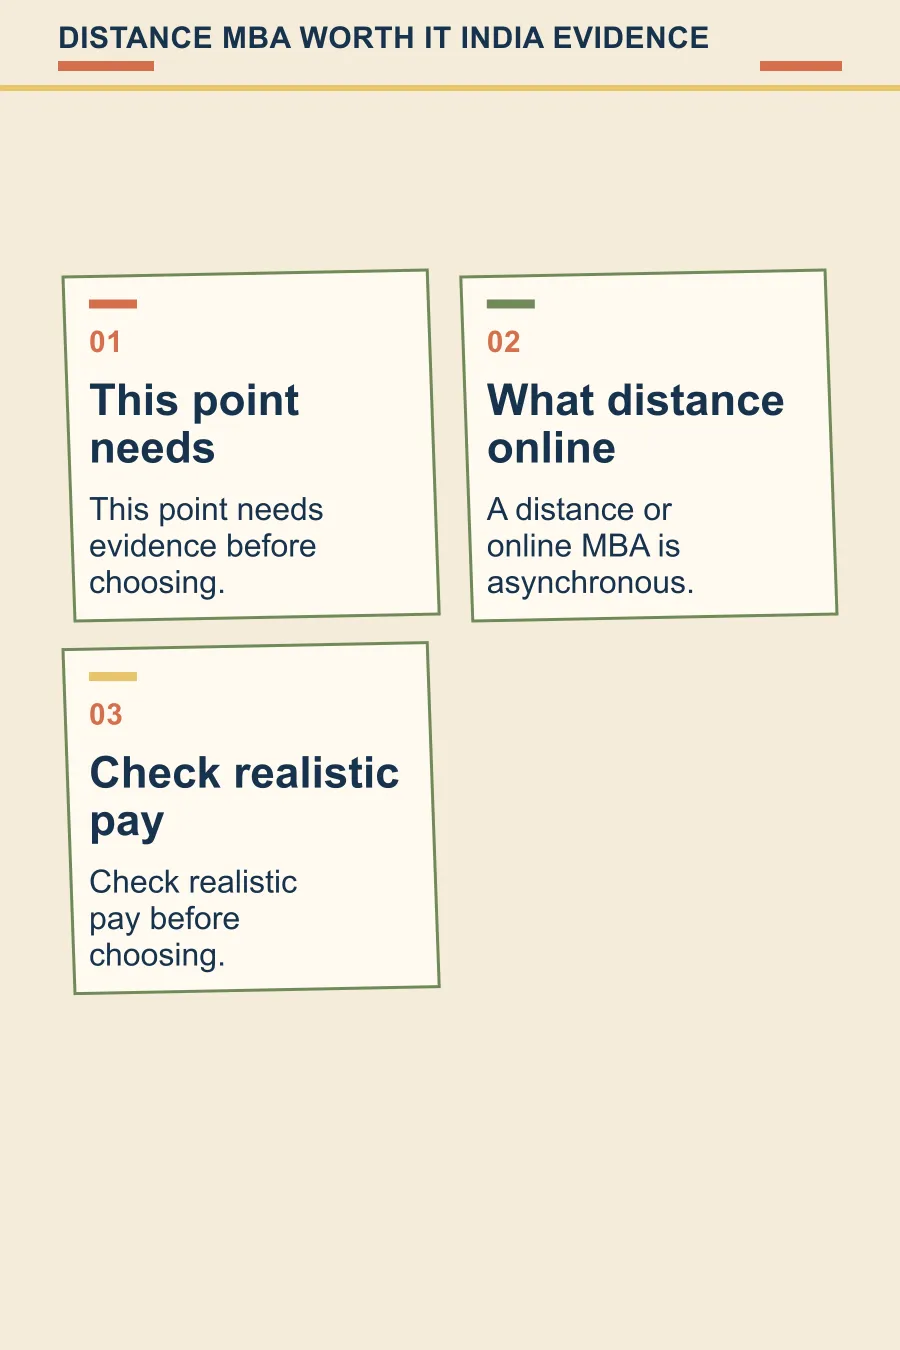 DISTANCE MBA WORTH IT INDIA EVIDENCE
01
This point
needs
This point needs
evidence before
choosing.
02
What distance
online
A distance or
online MBA is
asynchronous.
03
Check realistic
pay
Check realistic
pay before
choosing.